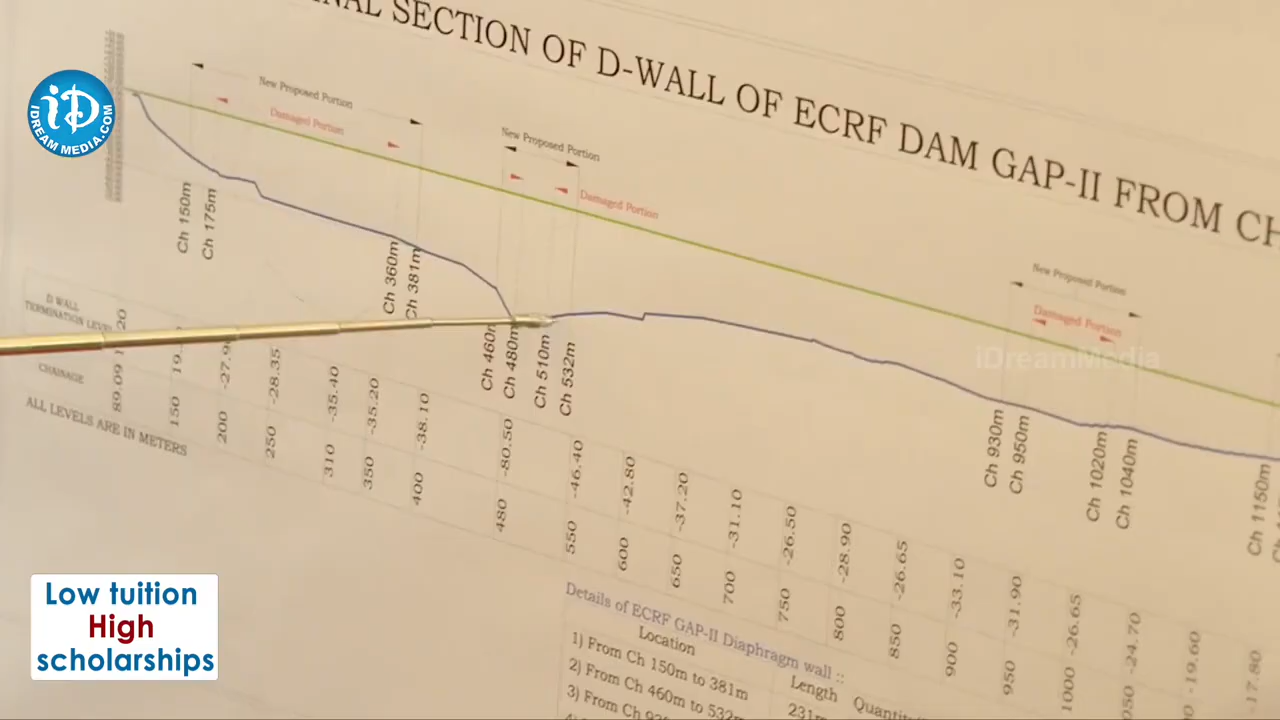 SECTION OF D-WALL OF ECRF DAM GAP-II FROM
iD
IDREAM MEDIA.COM
New Proposed Portion
Damaged Portion
New Proposed Portion
Damaged Portion
New Proposed Portion
Damaged Portion
iDreamMedia
Ch 150m
Ch 175m
Ch 360m
Ch 381m
Ch 460m
Ch 480m
Ch 510m
Ch 532m
Ch 930m
Ch 950m
Ch 1020m
Ch 1040m
Ch 1150m
D WALL
TERMINATION LEVEL
-28.35 -35.40 -35.20 -38.10 -80.50 -46.40 -42.80 -37.20 -31.10 -26.50 -28.90 -26.65 -33.10 -31.90 -26.65 -24.70 -19.60 -17.80
CHAINAGE
89.09 150 200 250 310 350 400 480 550 600 650 700 750 800 850 900 950 1000
ALL LEVELS ARE IN METERS
Details of ECRF GAP-II Diaphragm wall ::
Location Length
1) From Ch 150m to 381m 231m
2) From Ch 460m to 532m
3) From Ch
Low tuition
High
scholarships